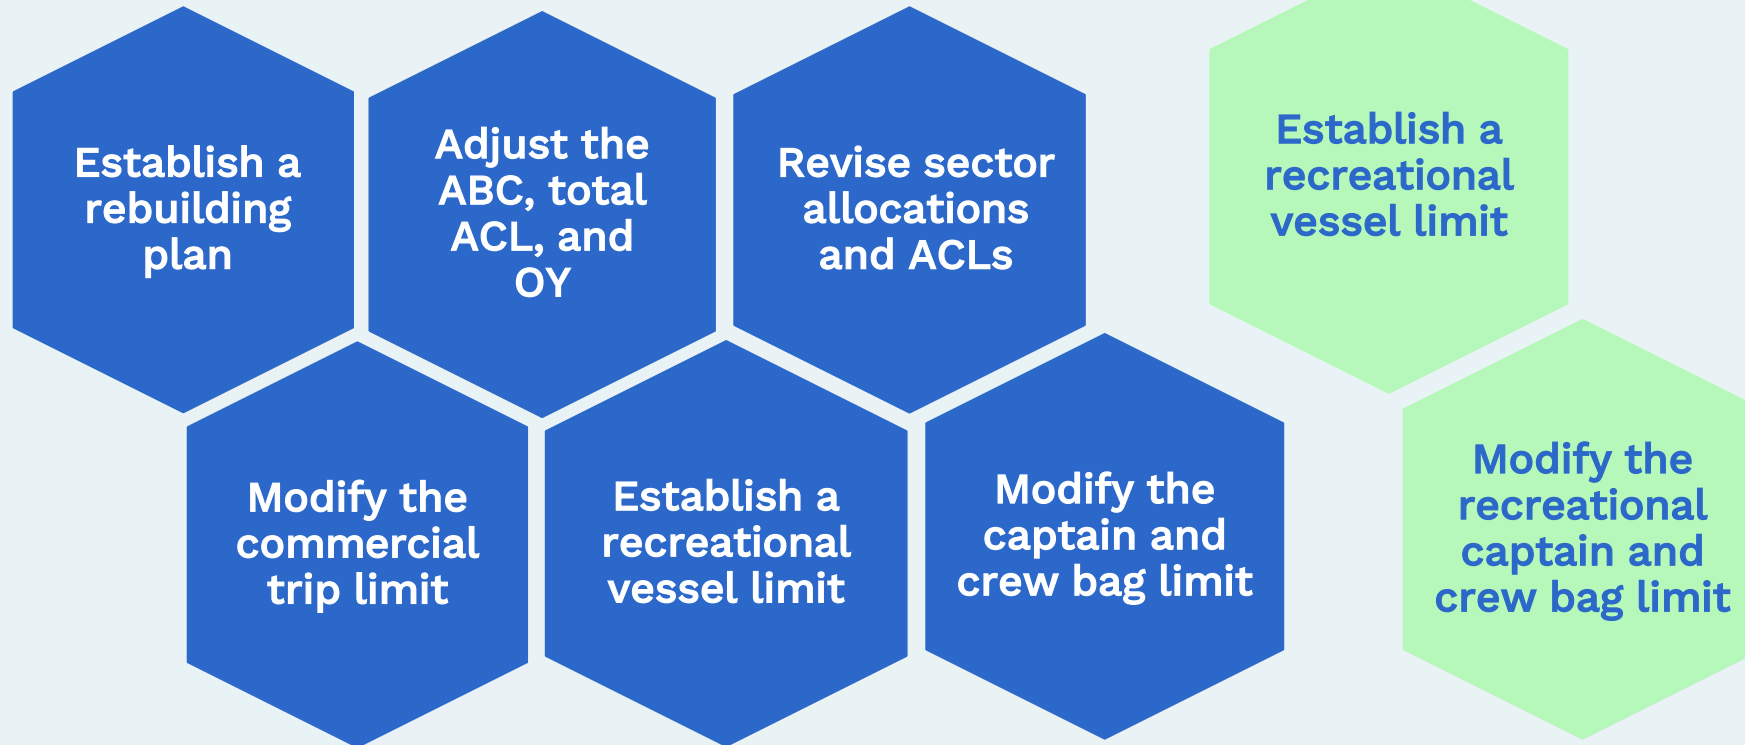 Establish a
rebuilding
plan
Adjust the
ABC, total
ACL, and
OY
Revise sector
allocations
and ACLs
Establish a
recreational
vessel limit
Modify the
commercial
trip limit
Establish a
recreational
vessel limit
Modify the
captain and
crew bag limit
Modify the
recreational
captain and
crew bag limit